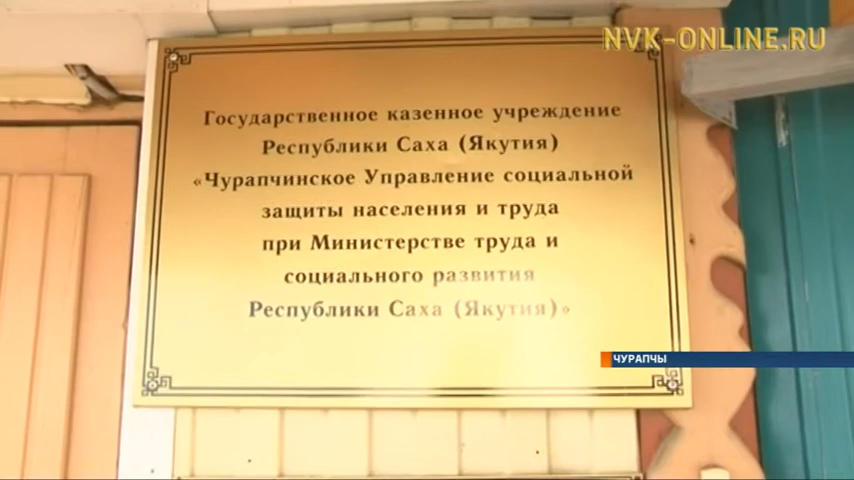 NVK-ONLINE.RU
Государственное казенное учреждение
Республики Саха (Якутия)
«Чурапчинское Управление социальной
защиты населения и труда
при Министерстве труда и
социального развития
Республики Саха (Якутия)»
ЧУРАПЧЫ